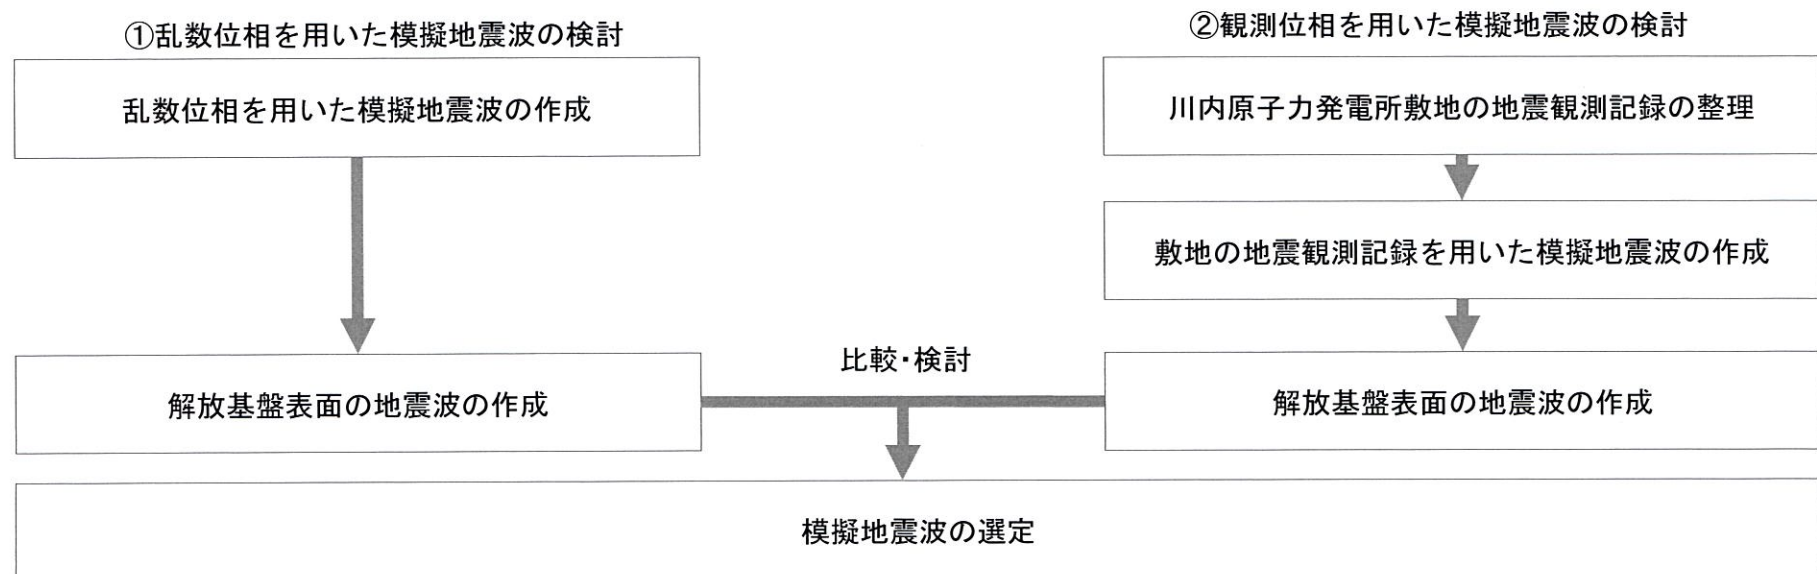 ①乱数位相を用いた模擬地震波の検討
乱数位相を用いた模擬地震波の作成
解放基盤表面の地震波の作成
②観測位相を用いた模擬地震波の検討
川内原子力発電所敷地の地震観測記録の整理
敷地の地震観測記録を用いた模擬地震波の作成
解放基盤表面の地震波の作成
比較・検討
模擬地震波の選定